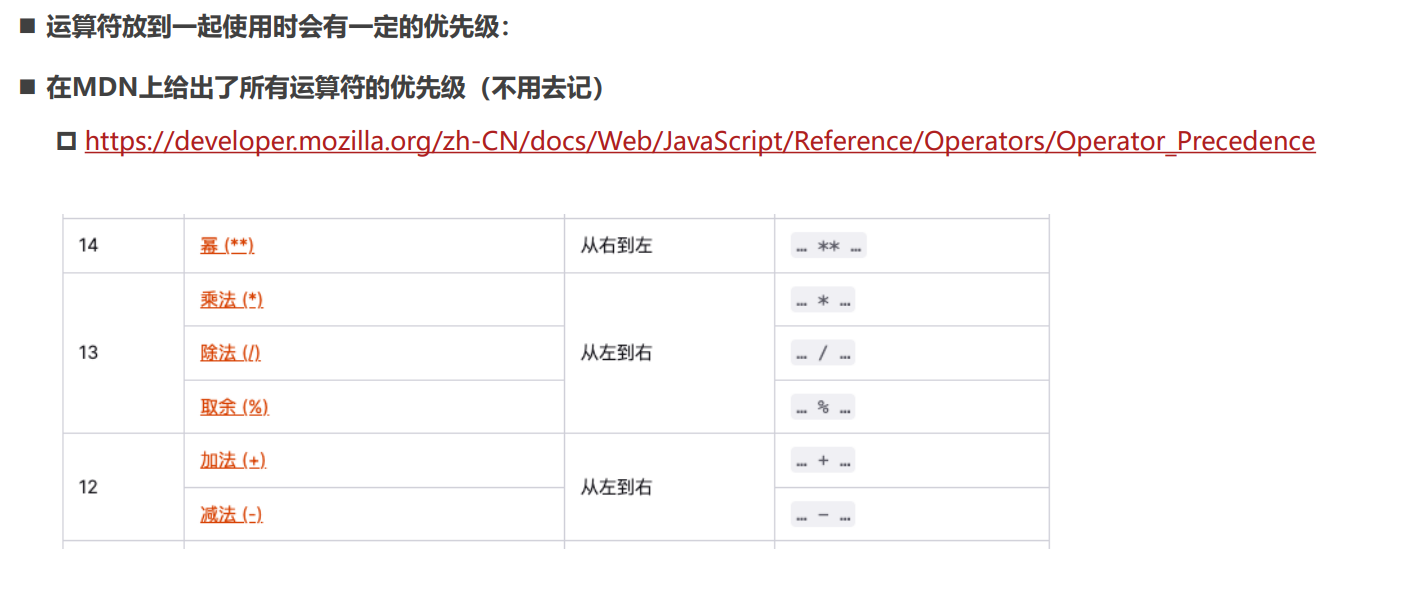 运算符放到一起使用时会有一定的优先级：
在MDN上给出了所有运算符的优先级（不用去记）
https://developer.mozilla.org/zh-CN/docs/Web/JavaScript/Reference/Operators/Operator_Precedence
14 幂 (**) 从右到左 … ** …
乘法 (*) … * …
13 除法 (/) 从左到右 … / …
取余 (%) … % …
加法 (+) … + …
12 从左到右
减法 (-) … - …